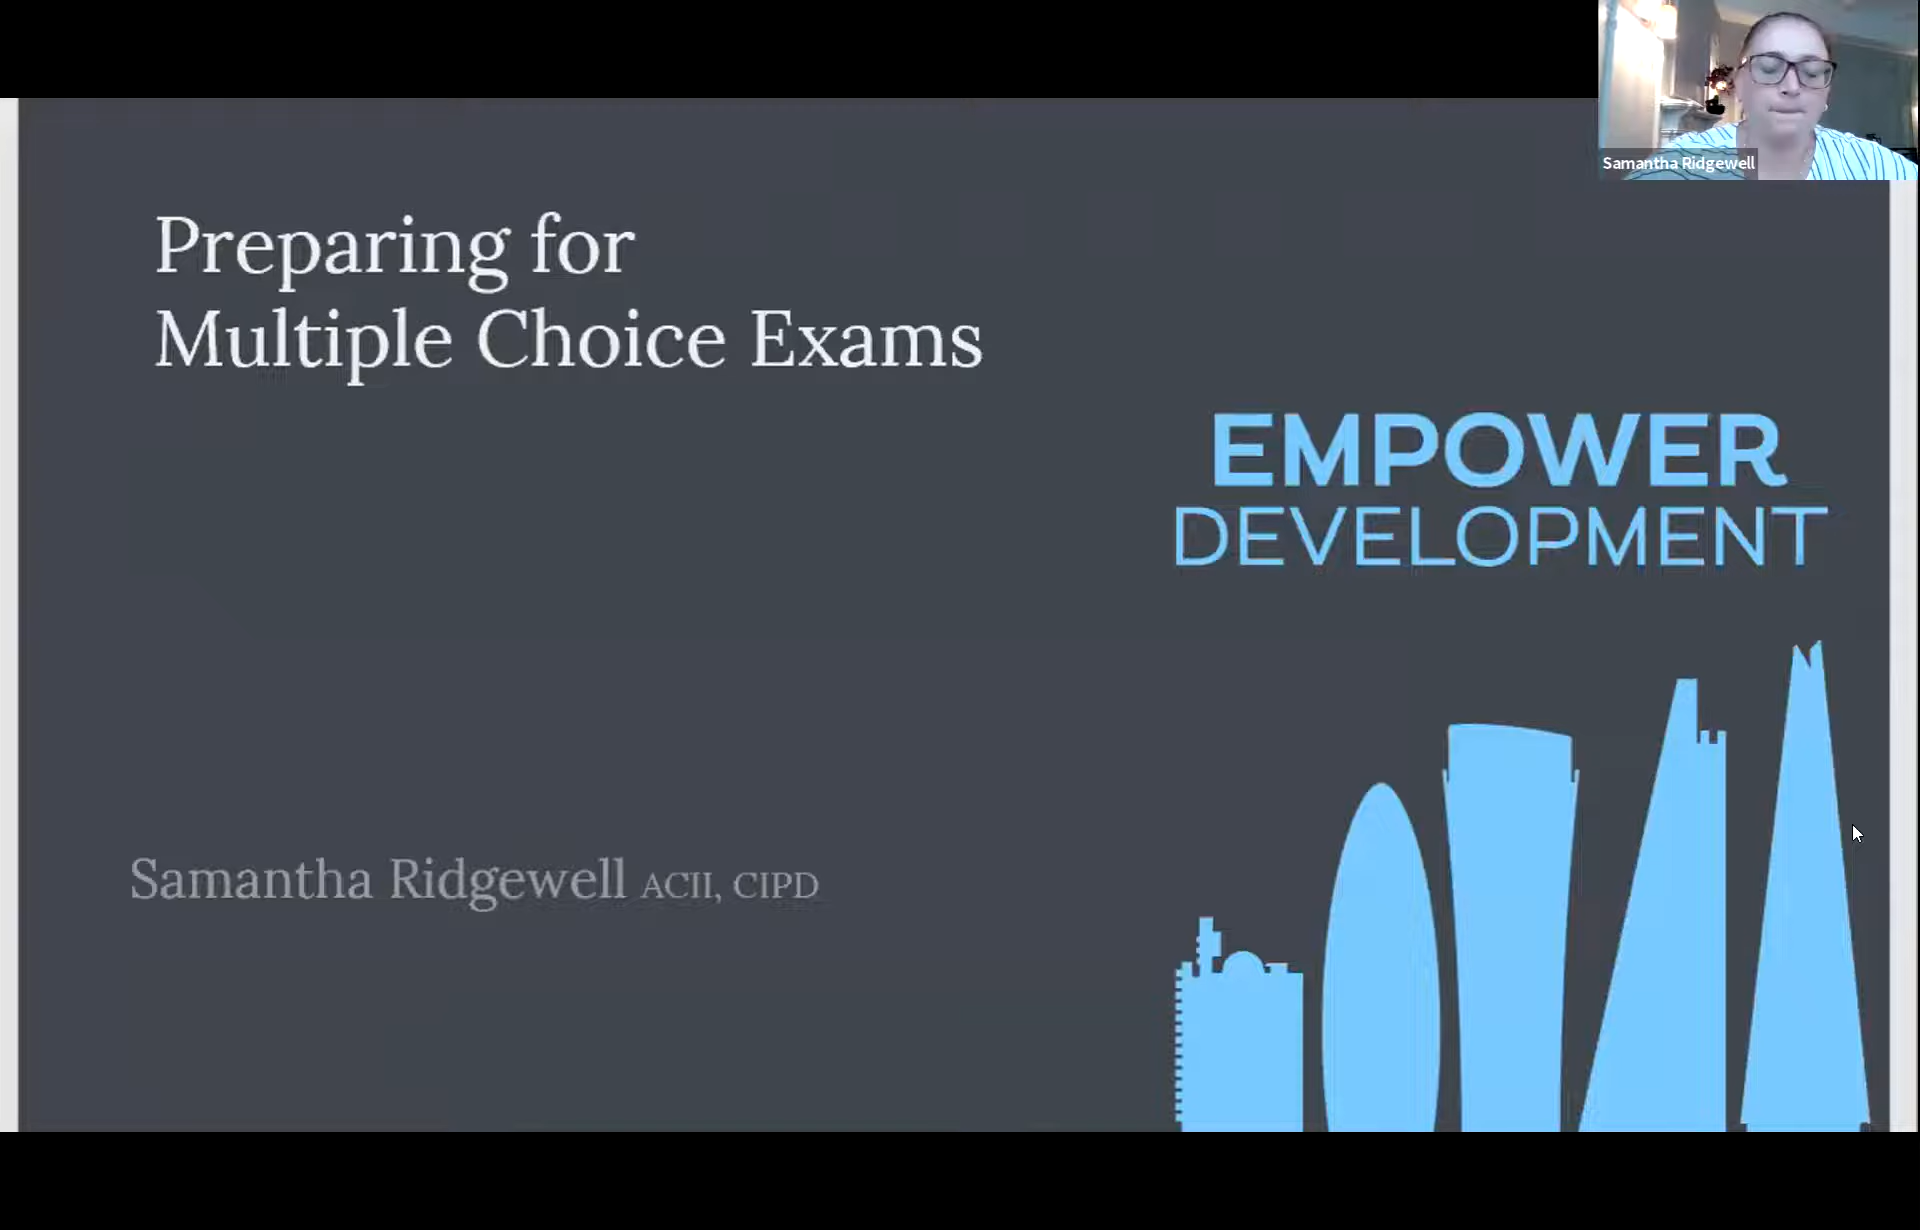 Samantha Ridgewell
Preparing for
Multiple Choice Exams
EMPOWER
DEVELOPMENT
Samantha Ridgewell ACII, CIPD